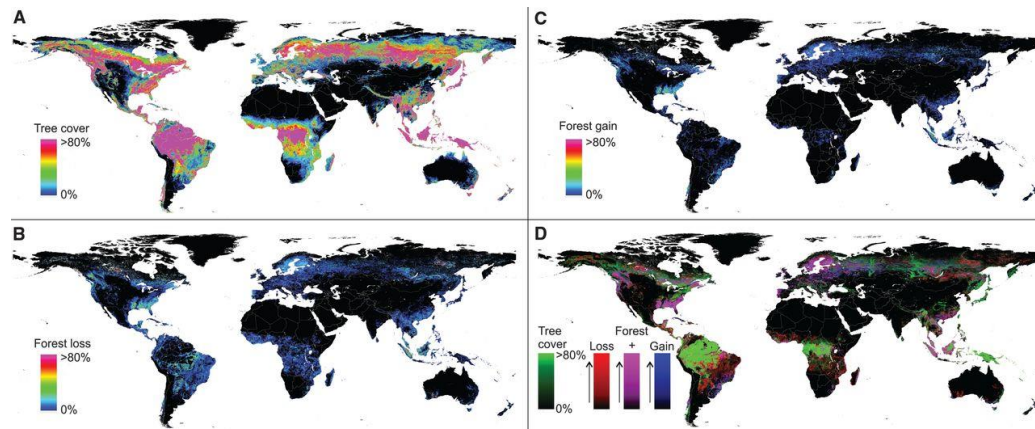 A
Tree cover
>80%
0%
C
Forest gain
>80%
0%
B
Forest loss
>80%
0%
D
Tree
cover
>80%
0%
Loss
Forest
+
Gain